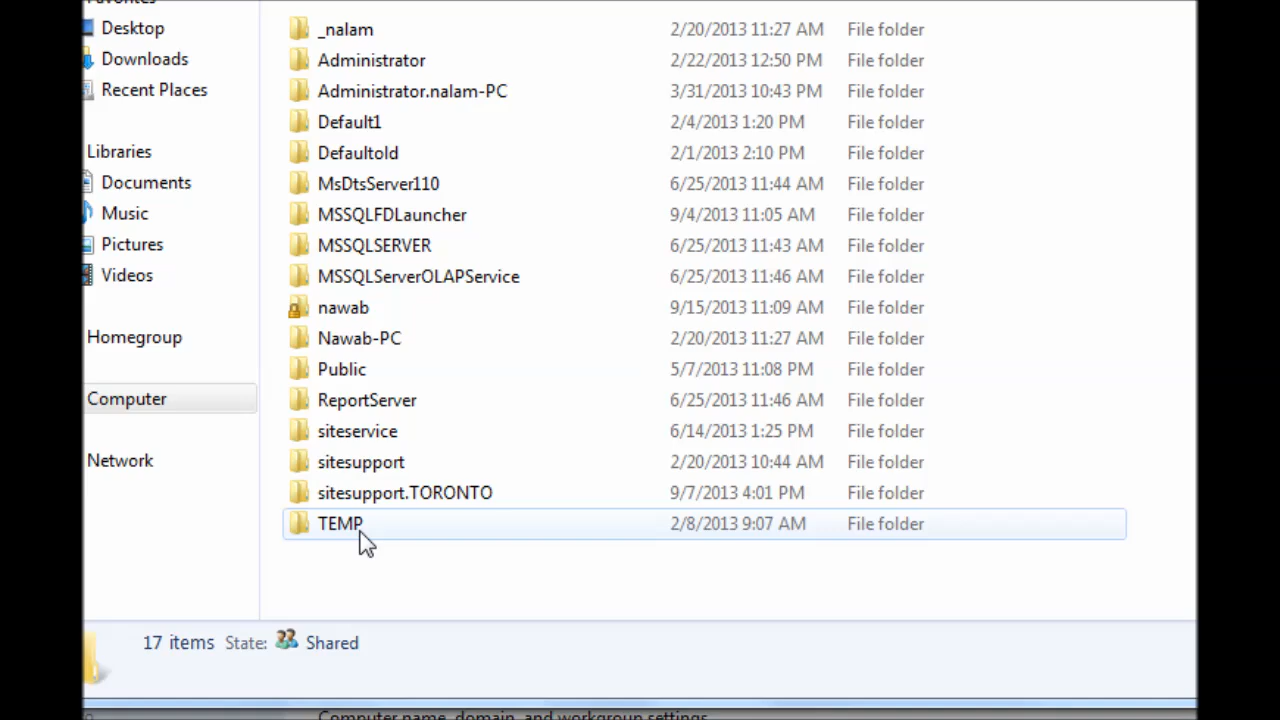 Favorites
Desktop
Downloads
Recent Places
Libraries
Documents
Music
Pictures
Videos
Homegroup
Computer
Network
_nalam 2/20/2013 11:27 AM File folder
Administrator 2/22/2013 12:50 PM File folder
Administrator.nalam-PC 3/31/2013 10:43 PM File folder
Default1 2/4/2013 1:20 PM File folder
Defaultold 2/1/2013 2:10 PM File folder
MsDtsServer110 6/25/2013 11:44 AM File folder
MSSQLFDLauncher 9/4/2013 11:05 AM File folder
MSSQLSERVER 6/25/2013 11:43 AM File folder
MSSQLServerOLAPService 6/25/2013 11:46 AM File folder
nawab 9/15/2013 11:09 AM File folder
Nawab-PC 2/20/2013 11:27 AM File folder
Public 5/7/2013 11:08 PM File folder
ReportServer 6/25/2013 11:46 AM File folder
siteservice 6/14/2013 1:25 PM File folder
sitesupport 2/20/2013 10:44 AM File folder
sitesupport.TORONTO 9/7/2013 4:01 PM File folder
TEMP 2/8/2013 9:07 AM File folder
17 items State: Shared
Computer name, domain, and workgroup settings